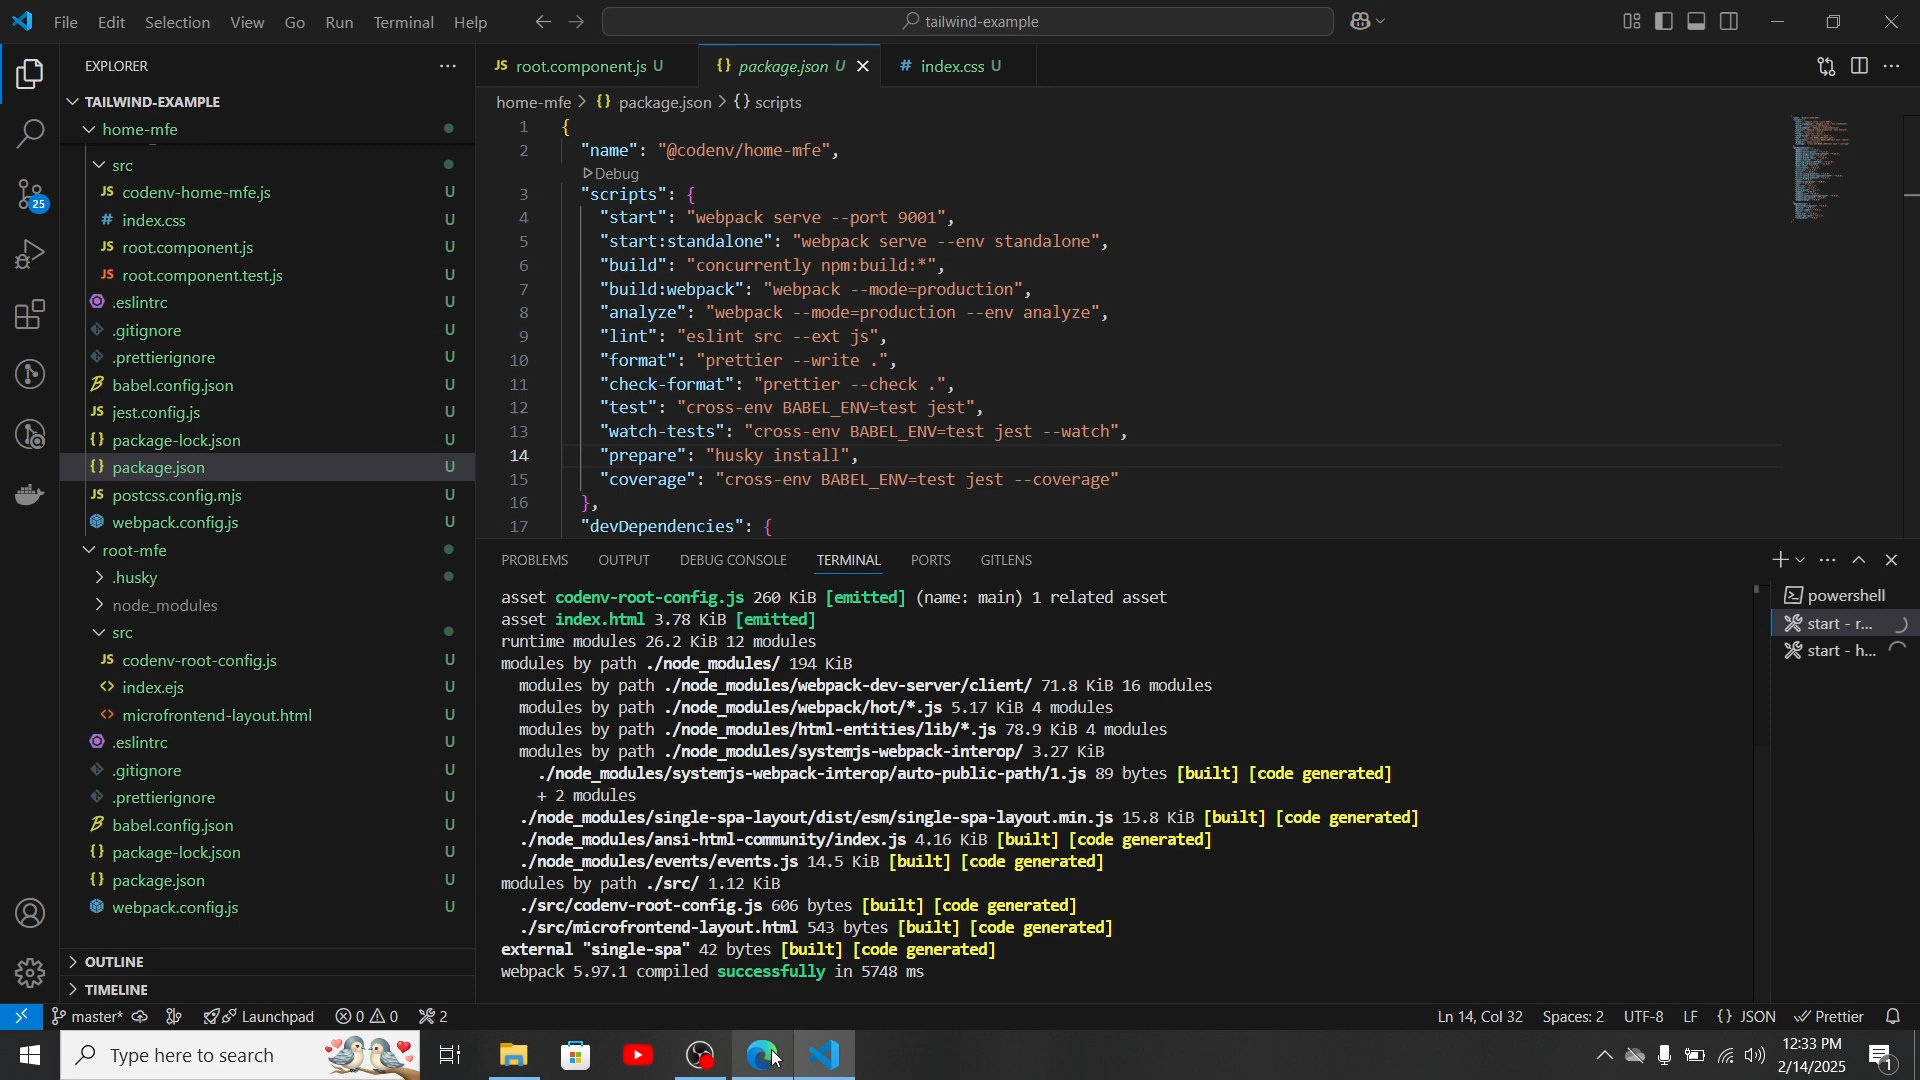 File Edit Selection View Go Run Terminal Help
tailwind-example
EXPLORER
TAILWIND-EXAMPLE
home-mfe
src
JS codenv-home-mfe.js U
# index.css U
JS root.component.js U
JS root.component.test.js U
.eslintrc U
.gitignore U
.prettierignore U
babel.config.json U
JS jest.config.js U
{} package-lock.json U
{} package.json U
JS postcss.config.mjs U
webpack.config.js U
root-mfe
.husky
node_modules
src
JS codenv-root-config.js U
<> index.ejs U
<> microfrontend-layout.html U
.eslintrc U
.gitignore U
.prettierignore U
babel.config.json U
{} package-lock.json U
{} package.json U
webpack.config.js U
OUTLINE
TIMELINE
25
JS root.component.js U
{} package.json U
# index.css U
home-mfe > {} package.json > {} scripts
1 {
2 "name": "@codenv/home-mfe",
Debug
3 "scripts": {
4 "start": "webpack serve --port 9001",
5 "start:standalone": "webpack serve --env standalone",
6 "build": "concurrently npm:build:*",
7 "build:webpack": "webpack --mode=production",
8 "analyze": "webpack --mode=production --env analyze",
9 "lint": "eslint src --ext js",
10 "format": "prettier --write .",
11 "check-format": "prettier --check .",
12 "test": "cross-env BABEL_ENV=test jest",
13 "watch-tests": "cross-env BABEL_ENV=test jest --watch",
14 "prepare": "husky install",
15 "coverage": "cross-env BABEL_ENV=test jest --coverage"
16 },
17 "devDependencies": {
PROBLEMS OUTPUT DEBUG CONSOLE TERMINAL PORTS GITLENS
asset codenv-root-config.js 260 KiB [emitted] (name: main) 1 related asset
asset index.html 3.78 KiB [emitted]
runtime modules 26.2 KiB 12 modules
modules by path ./node_modules/ 194 KiB
modules by path ./node_modules/webpack-dev-server/client/ 71.8 KiB 16 modules
modules by path ./node_modules/webpack/hot/*.js 5.17 KiB 4 modules
modules by path ./node_modules/html-entities/lib/*.js 78.9 KiB 4 modules
modules by path ./node_modules/systemjs-webpack-interop/ 3.27 KiB
./node_modules/systemjs-webpack-interop/auto-public-path/1.js 89 bytes [built] [code generated]
+ 2 modules
./node_modules/single-spa-layout/dist/esm/single-spa-layout.min.js 15.8 KiB [built] [code generated]
./node_modules/ansi-html-community/index.js 4.16 KiB [built] [code generated]
./node_modules/events/events.js 14.5 KiB [built] [code generated]
modules by path ./src/ 1.12 KiB
./src/codenv-root-config.js 606 bytes [built] [code generated]
./src/microfrontend-layout.html 543 bytes [built] [code generated]
external "single-spa" 42 bytes [built] [code generated]
webpack 5.97.1 compiled successfully in 5748 ms
powershell
start - r...
start - h...
master* Launchpad 0 0 2
Ln 14, Col 32 Spaces: 2 UTF-8 LF {} JSON Prettier
Type here to search
12:33 PM
2/14/2025
1